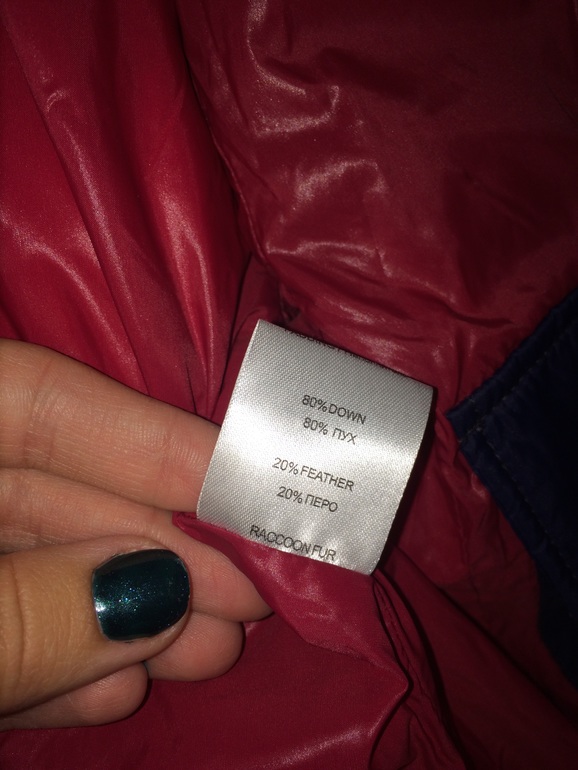 80% DOWN
80% ПУХ
20% FEATHER
20% ПЕРО
RACCOON FUR